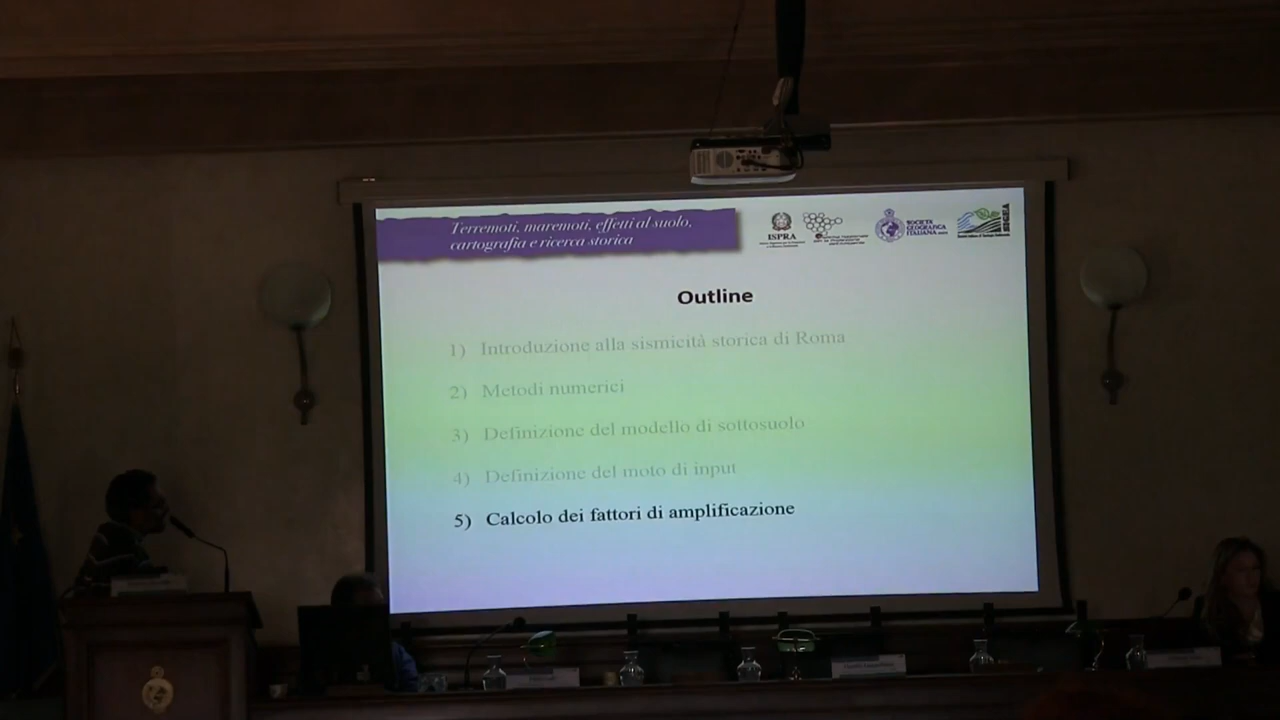 Terremoti, maremoti, effetti al suolo,
cartografia e ricerca storica
ISPRA
SOCIETÀ
GEOGRAFICA
ITALIANA
SIGEA
Outline
1) Introduzione alla sismicità storica di Roma
2) Metodi numerici
3) Definizione del modello di sottosuolo
4) Definizione del moto di input
5) Calcolo dei fattori di amplificazione